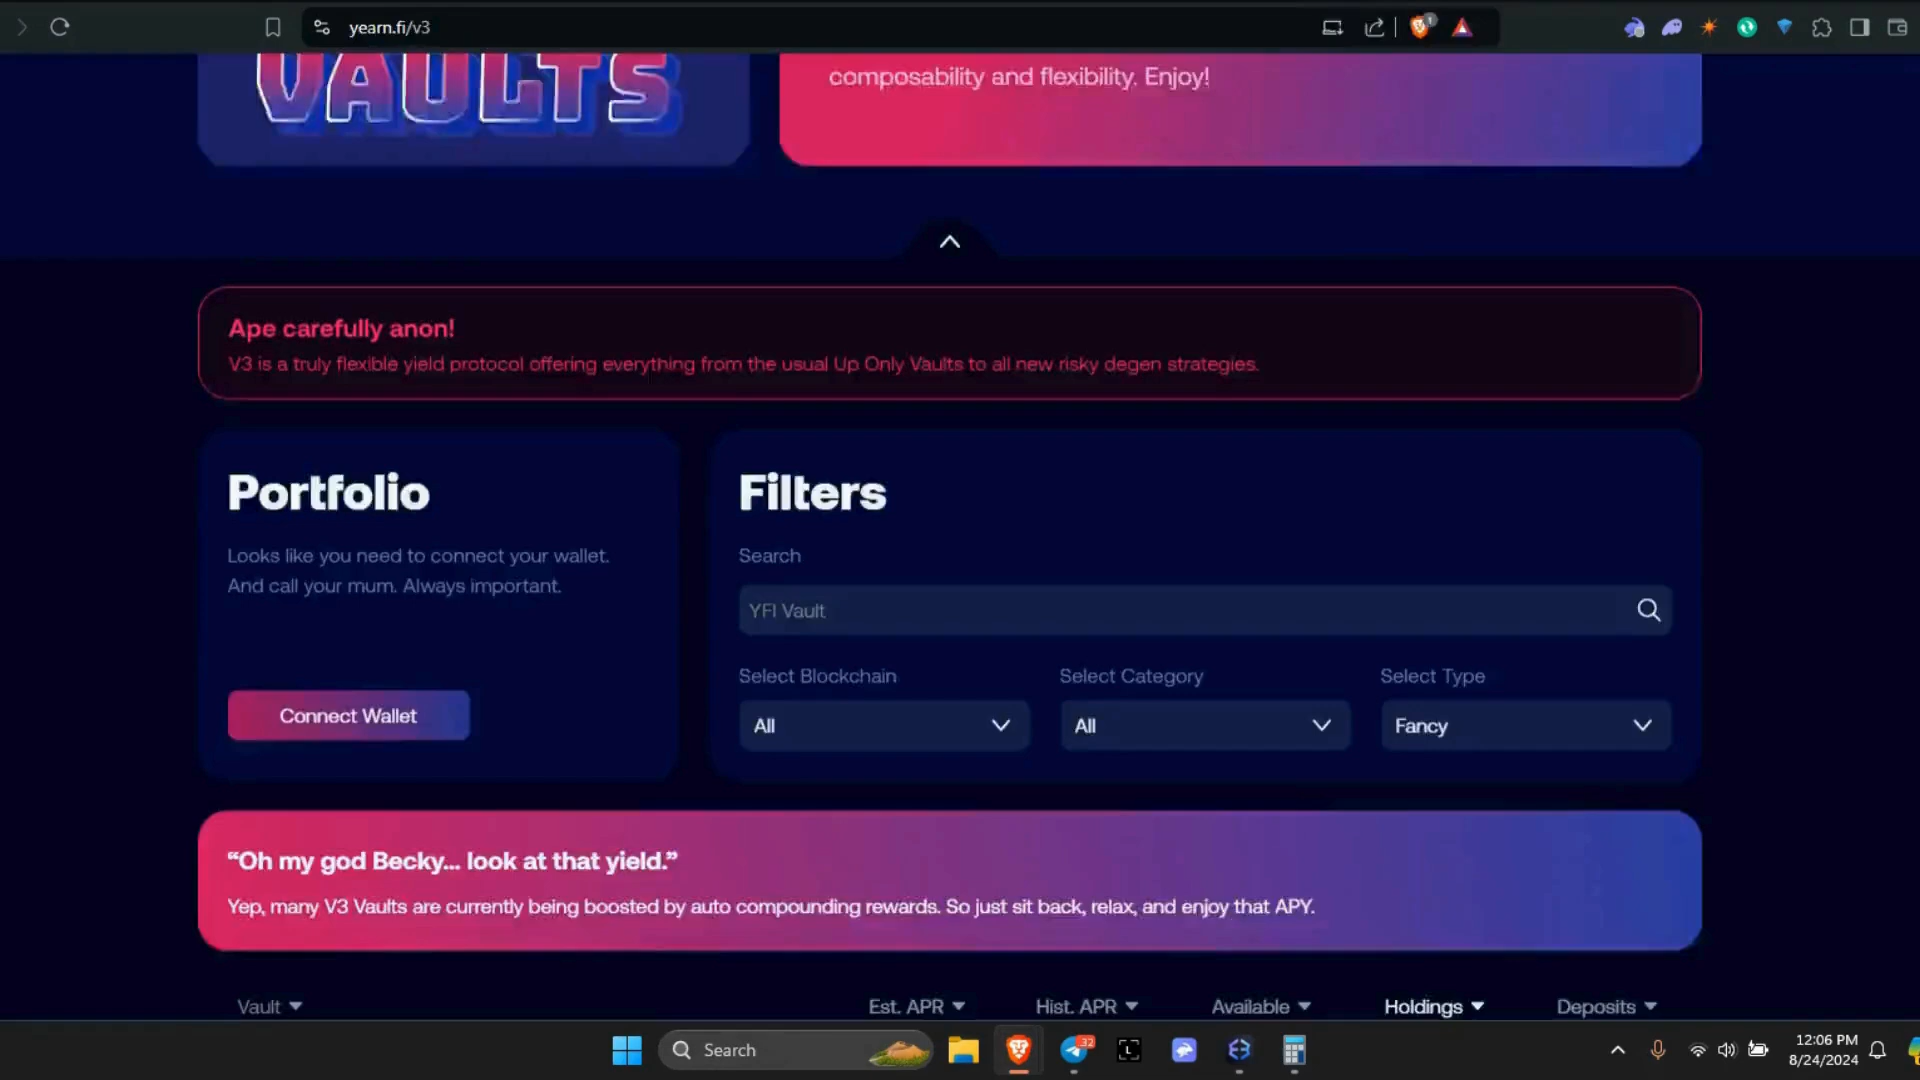 yearn.fi/v3
1
VAULTS
composability and flexibility. Enjoy!
Ape carefully anon!
V3 is a truly flexible yield protocol offering everything from the usual Up Only Vaults to all new risky degen strategies.
Portfolio
Looks like you need to connect your wallet.
And call your mum. Always important.
Connect Wallet
Filters
Search
YFI Vault
Select Blockchain
All
Select Category
All
Select Type
Fancy
“Oh my god Becky... look at that yield.”
Yep, many V3 Vaults are currently being boosted by auto compounding rewards. So just sit back, relax, and enjoy that APY.
Vault
Est. APR
Hist. APR
Available
Holdings
Deposits
Search
32
L
12:06 PM
8/24/2024